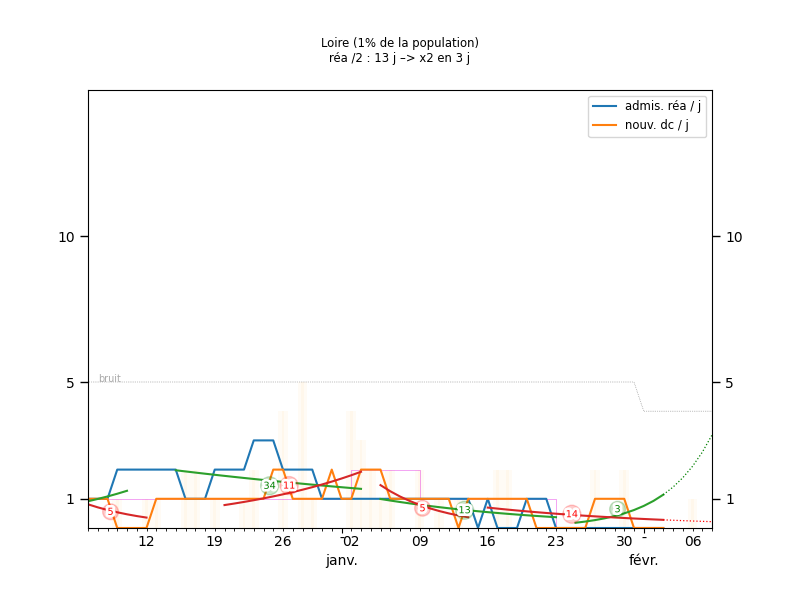 Loire (1% de la population)
réa /2 : 13 j –> x2 en 3 j
admis. réa / j
nouv. dc / j
10 10
bruit
5 5
34 11
5 5 13 14 3
1 1
12 19 26 02 09 16 23 30 06
janv. févr.